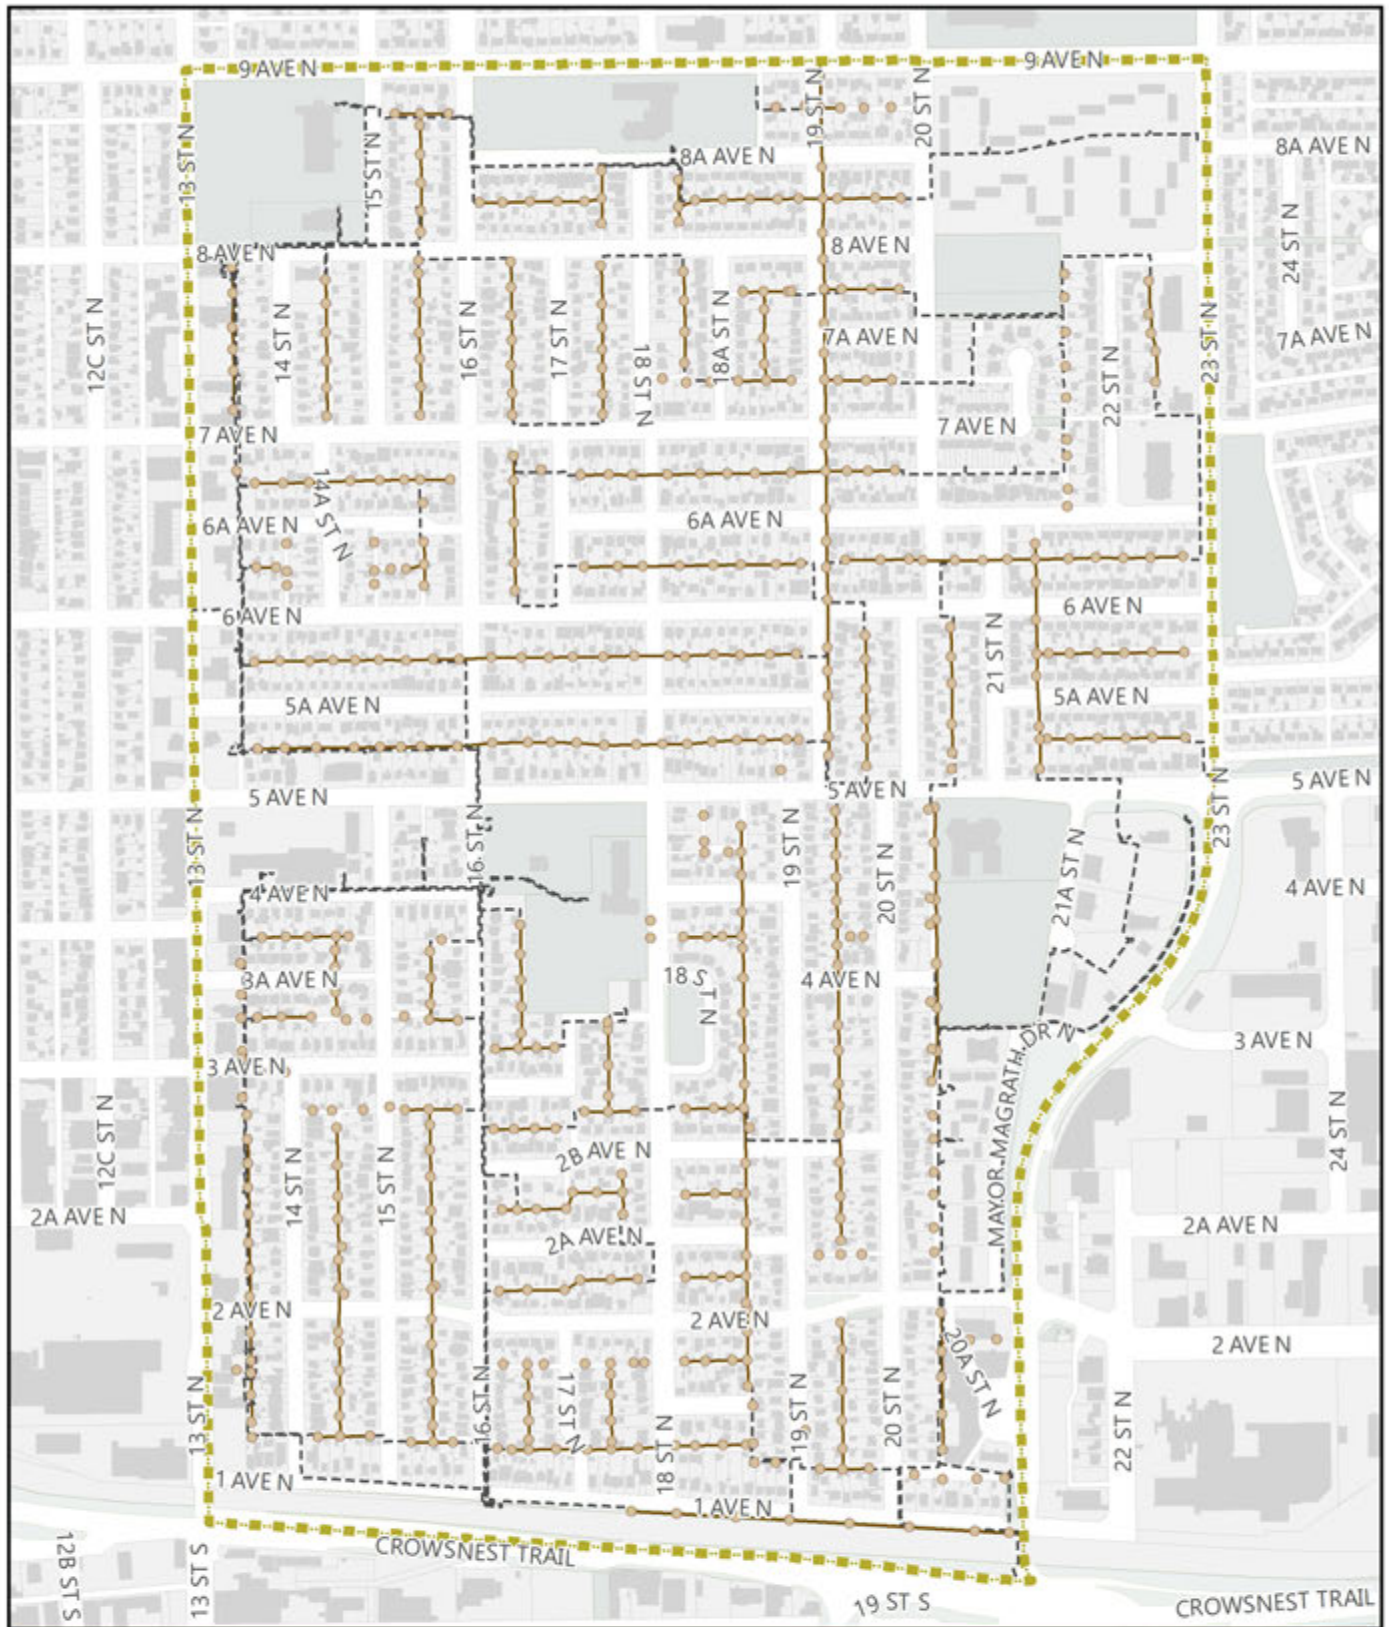 9 AVE N
9 AVE N
19 ST N
20 ST N
13 ST N
15 ST N
8A AVE N
8A AVE N
8 AVE N
8 AVE N
24 ST N
12C ST N
14 ST N
16 ST N
17 ST N
18 ST N
18A ST N
7A AVE N
22 ST N
23 ST N
7A AVE N
7 AVE N
7 AVE N
14A ST N
6A AVE N
6A AVE N
6 AVE N
6 AVE N
21 ST N
5A AVE N
5A AVE N
5 AVE N
5 AVE N
5 AVE N
13 ST N
16 ST N
19 ST N
20 ST N
21A ST N
23 ST N
4 AVE N
4 AVE N
3A AVE N
18 ST N
4 AVE N
3 AVE N
MAYOR MAGRATH DR N
3 AVE N
12C ST N
14 ST N
15 ST N
2B AVE N
24 ST N
2A AVE N
2A AVE N
2A AVE N
2 AVE N
2 AVE N
2 AVE N
20A ST N
13 ST N
16 ST N
17 ST N
18 ST N
19 ST N
20 ST N
22 ST N
1 AVE N
1 AVE N
12B ST S
13 ST S
CROWSNEST TRAIL
19 ST S
CROWSNEST TRAIL